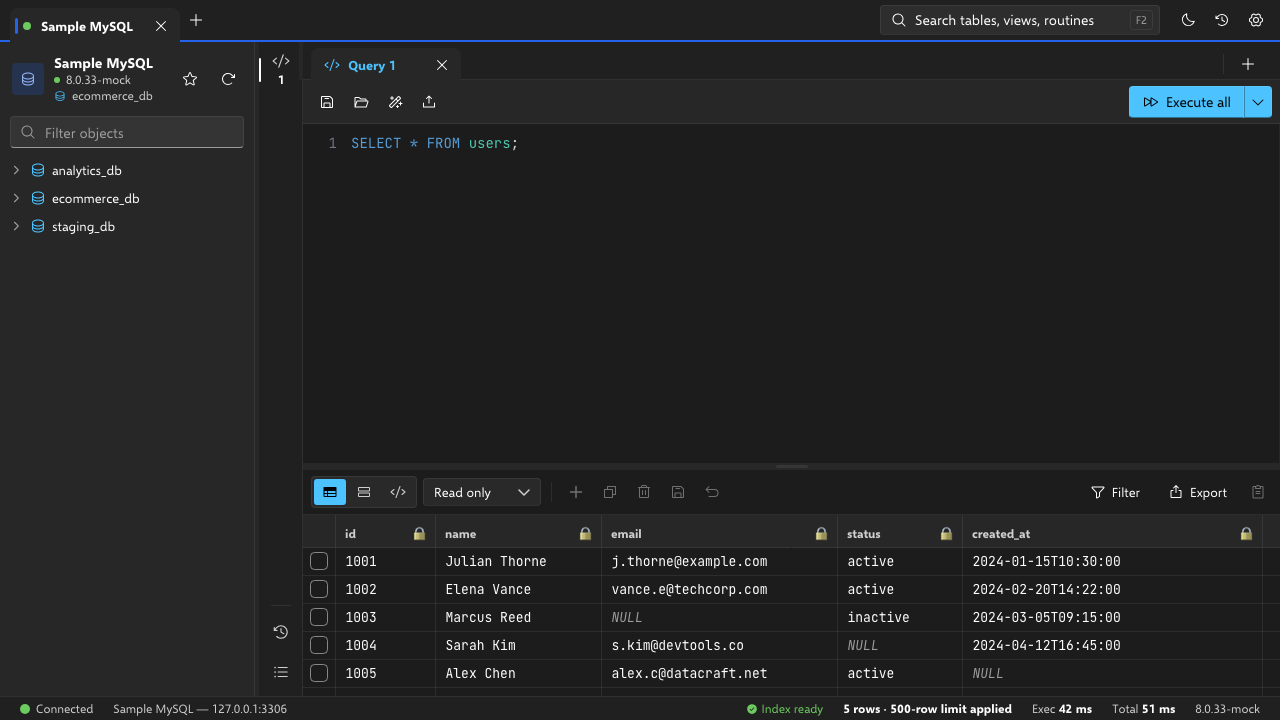 Sample MySQL
Search tables, views, routines F2
Sample MySQL
8.0.33-mock
ecommerce_db
Filter objects
analytics_db
ecommerce_db
staging_db
</> 
1
</> Query 1
Execute all
1 SELECT * FROM users;
</> Read only
Filter Export
id name email status created_at
1001 Julian Thorne j.thorne@example.com active 2024-01-15T10:30:00
1002 Elena Vance vance.e@techcorp.com active 2024-02-20T14:22:00
1003 Marcus Reed NULL inactive 2024-03-05T09:15:00
1004 Sarah Kim s.kim@devtools.co NULL 2024-04-12T16:45:00
1005 Alex Chen alex.c@datacraft.net active NULL
Connected Sample MySQL — 127.0.0.1:3306 Index ready 5 rows · 500-row limit applied Exec 42 ms Total 51 ms 8.0.33-mock